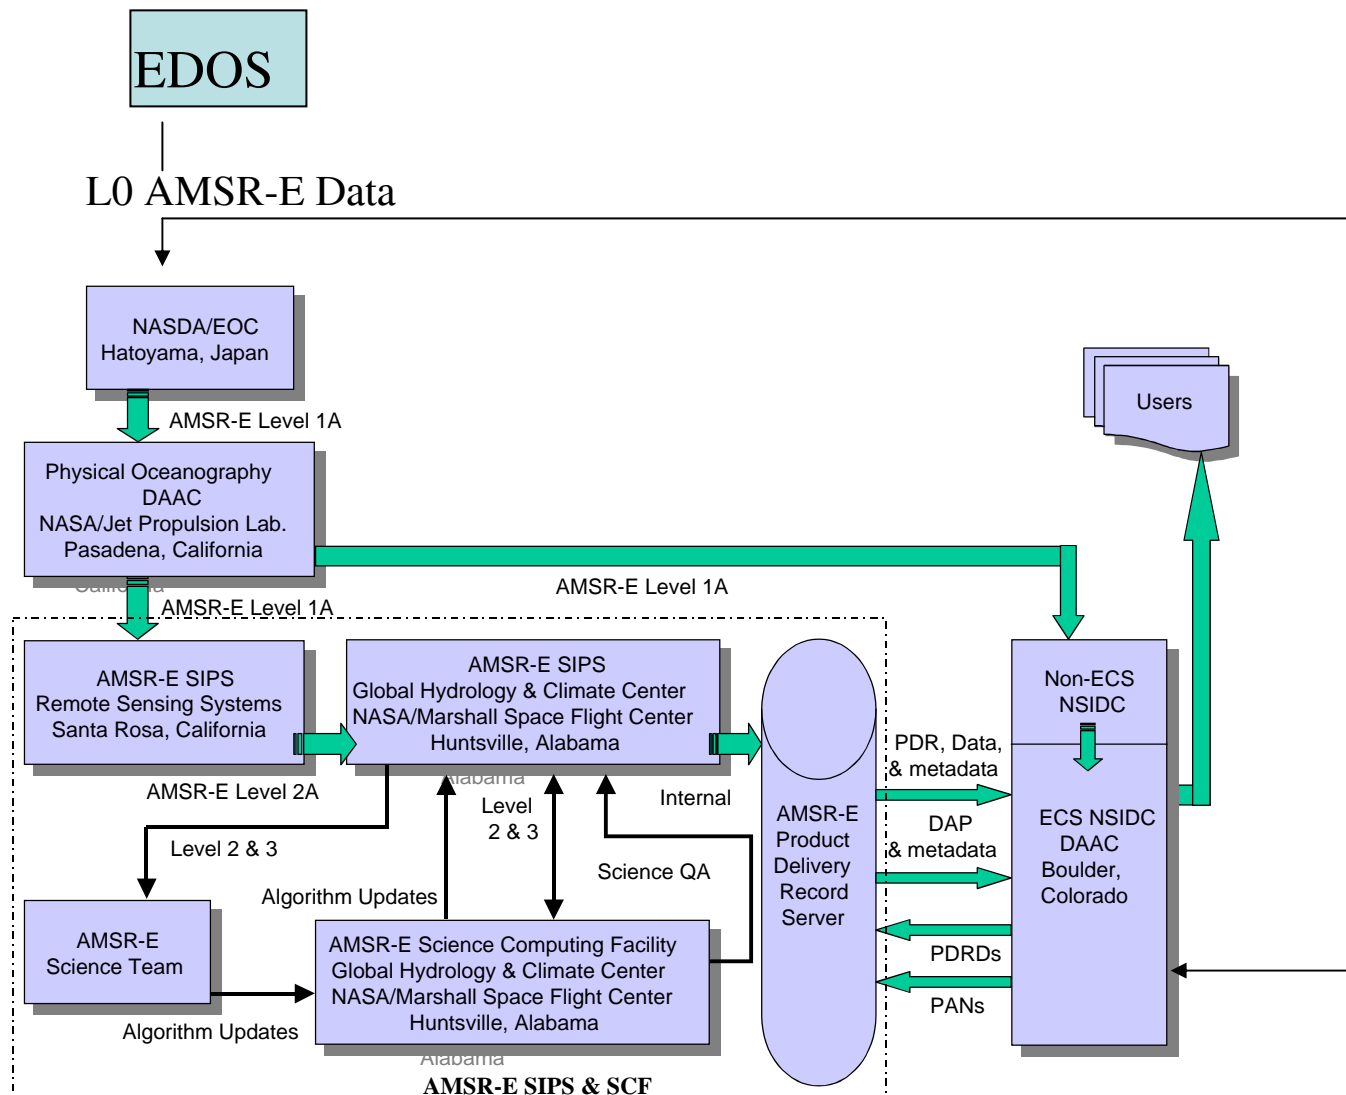 EDOS
L0 AMSR-E Data
NASDA/EOC
Hatoyama, Japan
AMSR-E Level 1A
Users
Physical Oceanography
DAAC
NASA/Jet Propulsion Lab.
Pasadena, California
California
AMSR-E Level 1A
AMSR-E Level 1A
AMSR-E SIPS
Remote Sensing Systems
Santa Rosa, California
AMSR-E SIPS
Global Hydrology & Climate Center
NASA/Marshall Space Flight Center
Huntsville, Alabama
Alabama
Non-ECS
NSIDC
PDR, Data,
& metadata
AMSR-E Level 2A
Level
2 & 3
Internal
AMSR-E
Product
Delivery
Record
Server
DAP
& metadata
ECS NSIDC
DAAC
Boulder,
Colorado
Level 2 & 3
Algorithm Updates
Science QA
AMSR-E
Science Team
AMSR-E Science Computing Facility
Global Hydrology & Climate Center
NASA/Marshall Space Flight Center
Huntsville, Alabama
Alabama
PDRDs
PANs
Algorithm Updates
AMSR-E SIPS & SCF